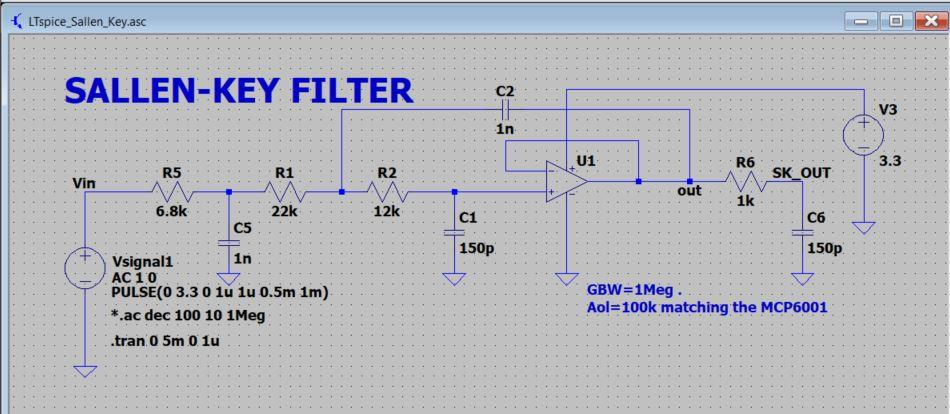 LTspice_Sallen_Key.asc
SALLEN-KEY FILTER
C2
1n
V3
3.3
Vin
R5
6.8k
R1
22k
R2
12k
U1
R6
1k
SK_OUT
out
C5
1n
C1
150p
C6
150p
Vsignal1
AC 1 0
PULSE(0 3.3 0 1u 1u 0.5m 1m)
*.ac dec 100 10 1Meg
.tran 0 5m 0 1u
GBW=1Meg .
Aol=100k matching the MCP6001